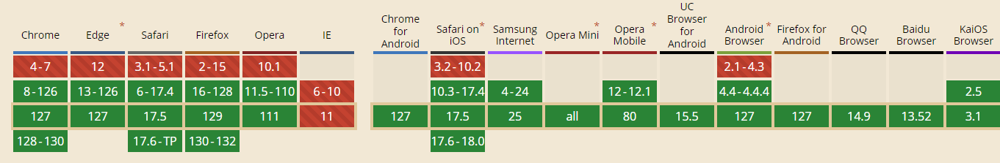 Chrome
Edge *
Safari
Firefox
Opera
IE
Chrome for Android
Safari on iOS *
Samsung Internet
Opera Mini *
Opera Mobile *
UC Browser for Android
Android Browser *
Firefox for Android
QQ Browser
Baidu Browser
KaiOS Browser
4-7 12 3.1-5.1 2-15 10.1 3.2-10.2 2.1-4.3
8-126 13-126 6-17.4 16-128 11.5-110 6-10 10.3-17.4 4-24 12-12.1 4.4-4.4.4 2.5
127 127 17.5 129 111 11 127 17.5 25 all 80 15.5 127 127 14.9 13.52 3.1
128-130 17.6-TP 130-132 17.6-18.0